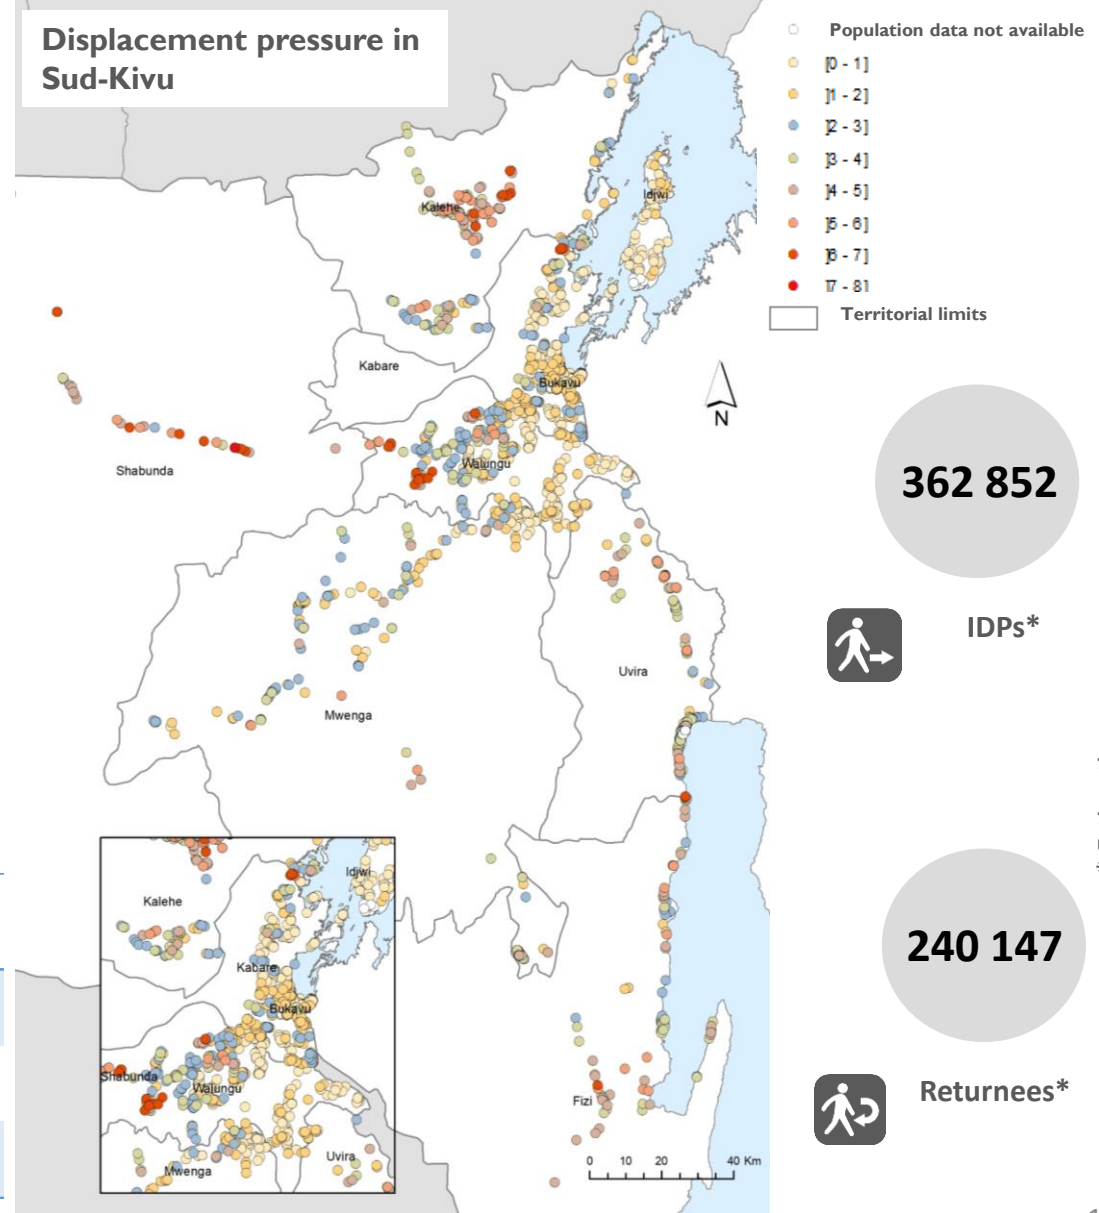 Displacement pressure in
Sud-Kivu
Population data not available
[0 - 1]
]1 - 2]
]2 - 3]
]3 - 4]
]4 - 5]
]5 - 6]
]6 - 7]
]7 - 8]
Territorial limits
Kalehe
Idjwi
Kabare
Bukavu
N
Shabunda
Walungu
362 852
IDPs*
Uvira
Mwenga
Kalehe
Idjwi
Kabare
Bukavu
Shabunda
Walungu
Uvira
Mwenga
240 147
Returnees*
Fizi
0 10 20 40 Km